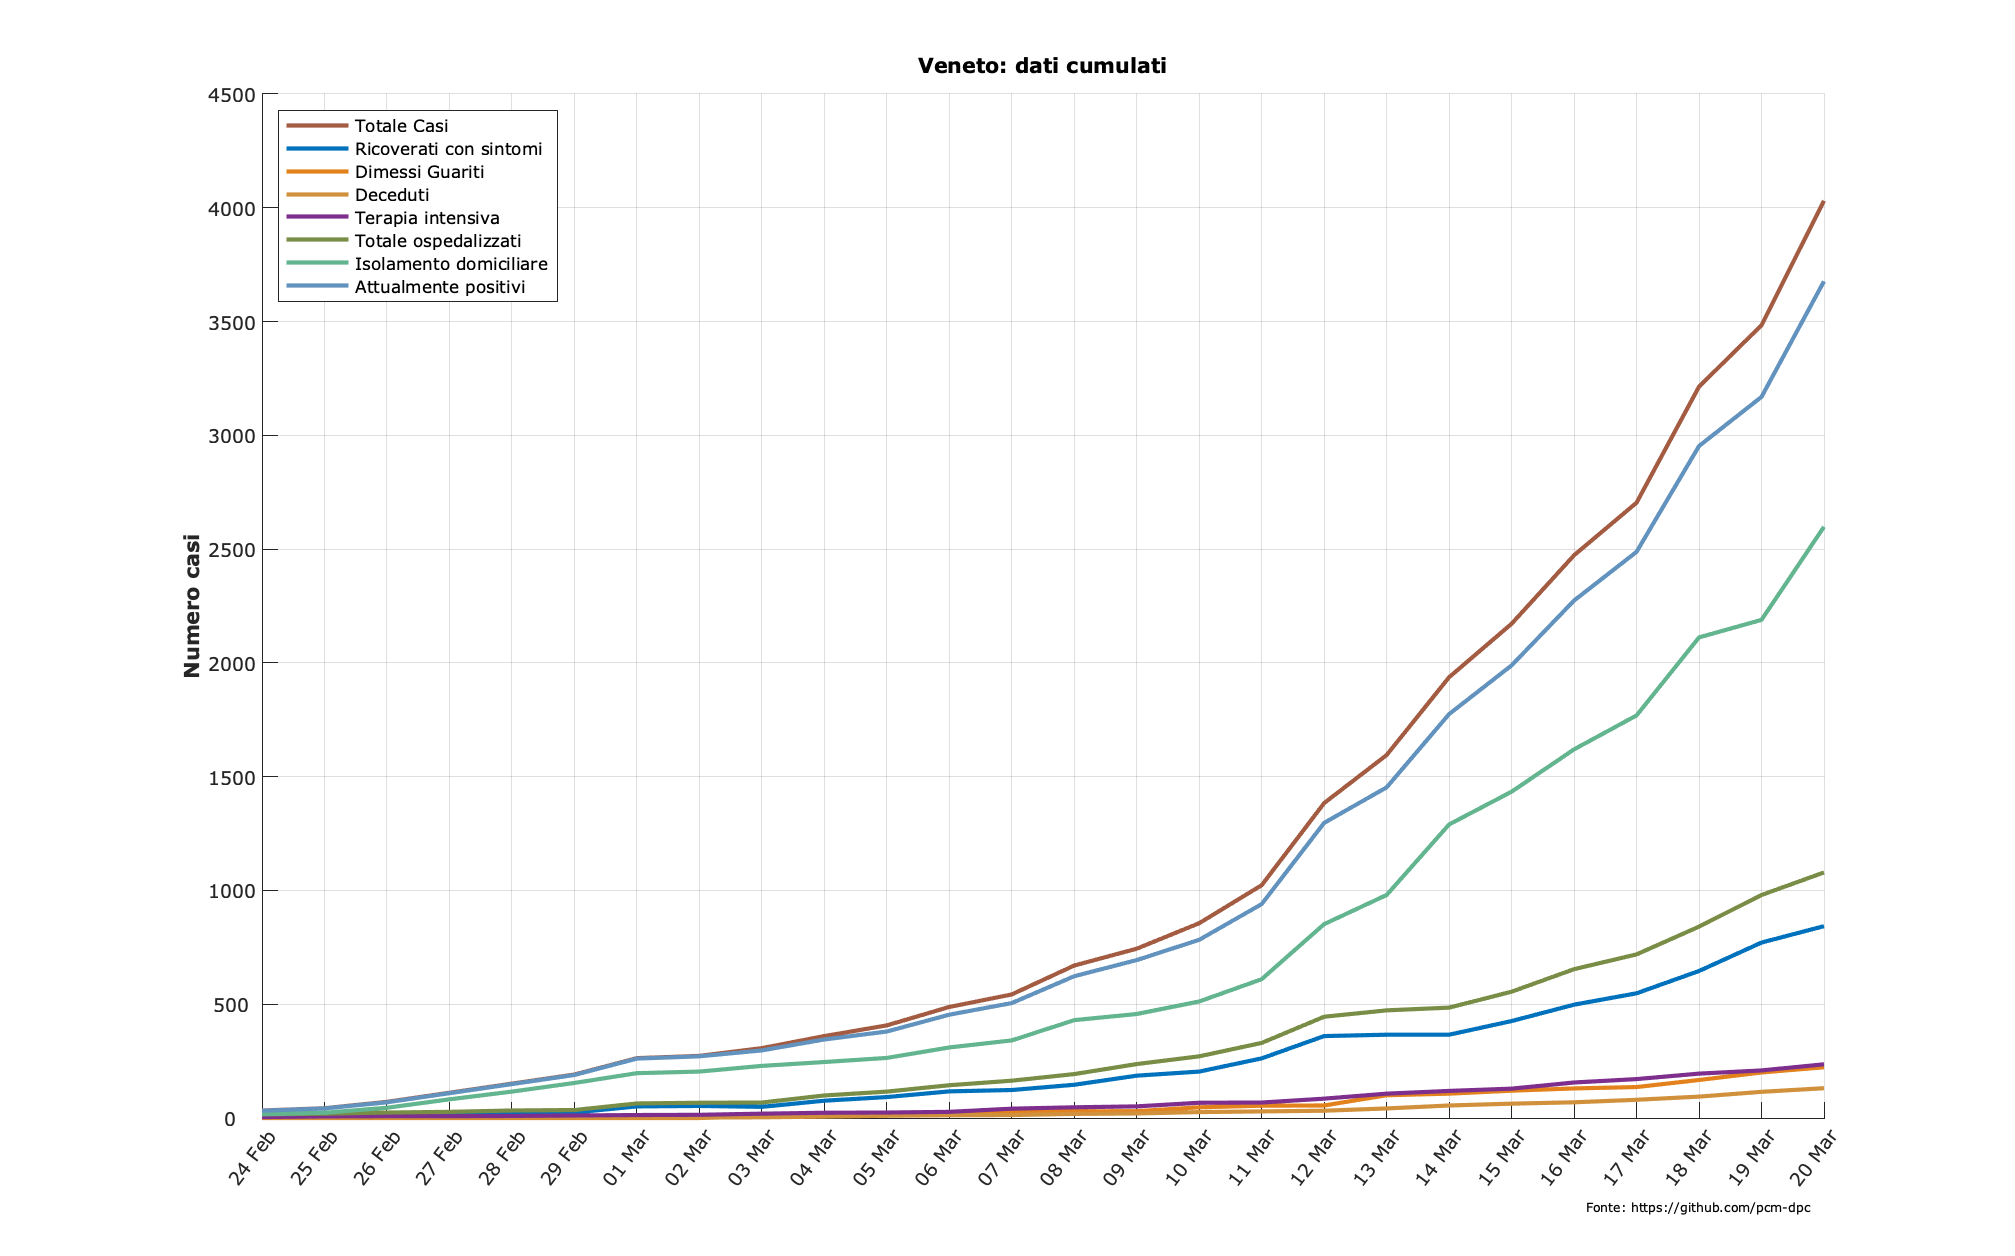 Veneto: dati cumulati
4500
4000
3500
3000
2500
2000
1500
1000
500
0
Numero casi
Totale Casi
Ricoverati con sintomi
Dimessi Guariti
Deceduti
Terapia intensiva
Totale ospedalizzati
Isolamento domiciliare
Attualmente positivi
24 Feb
25 Feb
26 Feb
27 Feb
28 Feb
29 Feb
01 Mar
02 Mar
03 Mar
04 Mar
05 Mar
06 Mar
07 Mar
08 Mar
09 Mar
10 Mar
11 Mar
12 Mar
13 Mar
14 Mar
15 Mar
16 Mar
17 Mar
18 Mar
19 Mar
20 Mar
Fonte: https://github.com/pcm-dpc